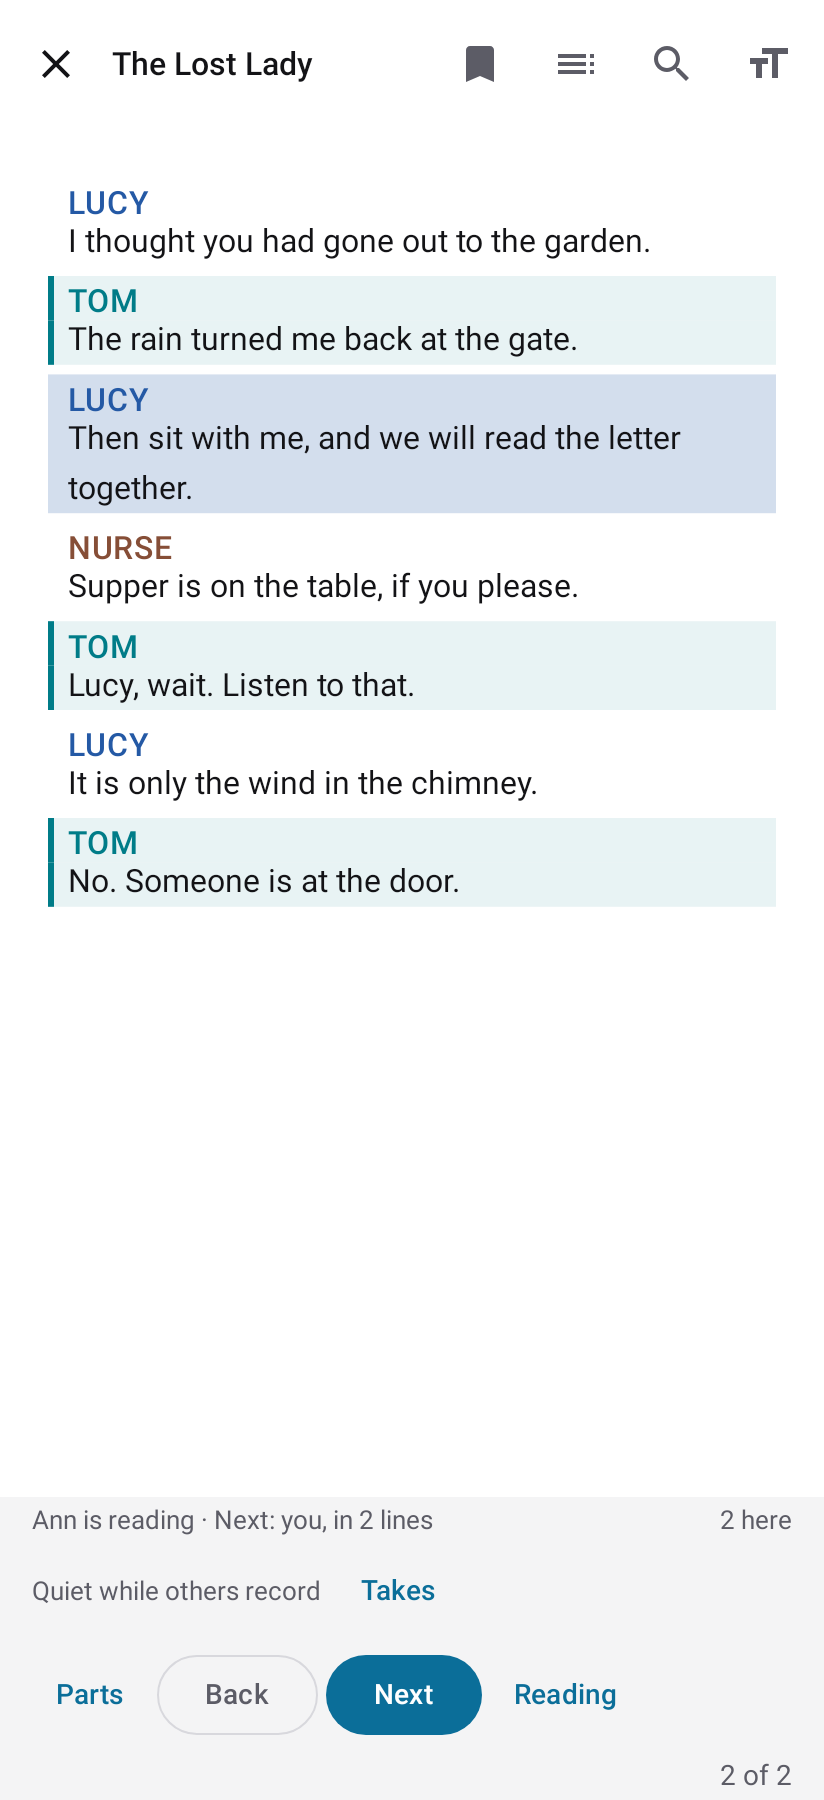 The Lost Lady
LUCY
I thought you had gone out to the garden.
TOM
The rain turned me back at the gate.
LUCY
Then sit with me, and we will read the letter
together.
NURSE
Supper is on the table, if you please.
TOM
Lucy, wait. Listen to that.
LUCY
It is only the wind in the chimney.
TOM
No. Someone is at the door.
Ann is reading · Next: you, in 2 lines 2 here
Quiet while others record Takes
Parts Back Next Reading
2 of 2